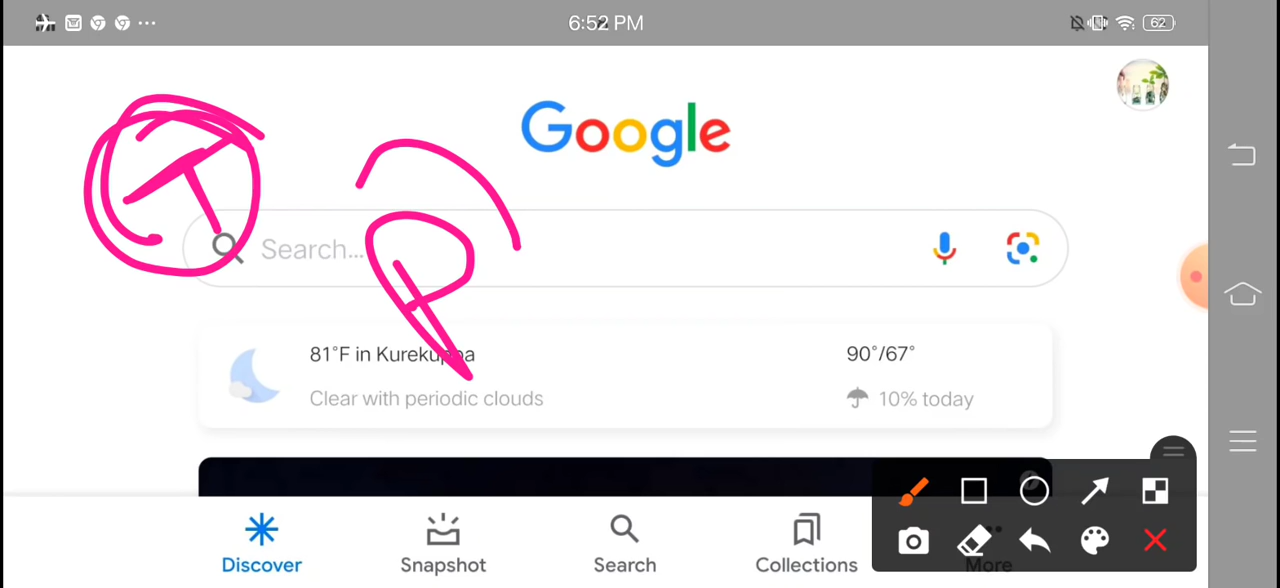 6:52 PM
62
Google
Search...
T
P
81°F in Kurekuppa
90°/67°
Clear with periodic clouds
10% today
Discover
Snapshot
Search
Collections
More